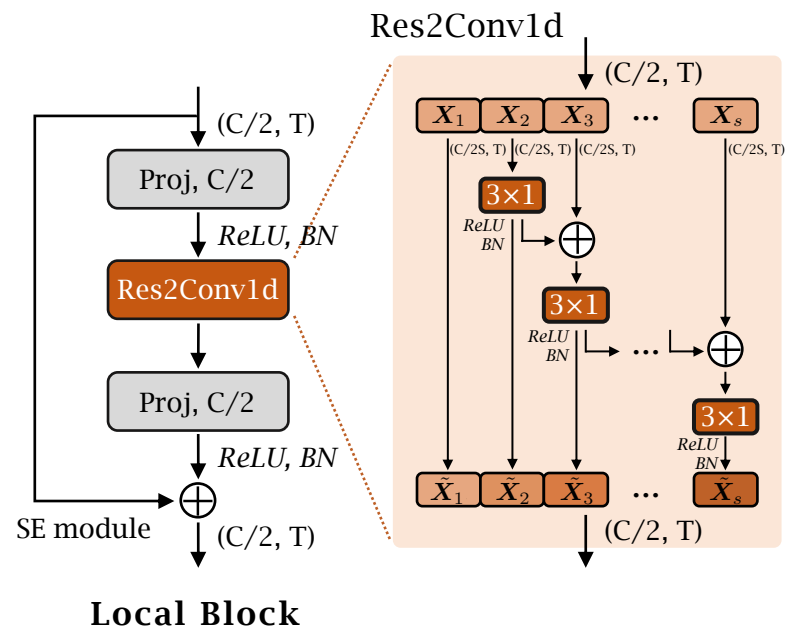 Res2Conv1d
(C/2, T)
(C/2, T)
X₁ X₂ X₃ ... Xₛ
(C/2S, T) (C/2S, T) (C/2S, T) (C/2S, T)
Proj, C/2
3×1
ReLU, BN
ReLU
BN
Res2Conv1d
3×1
ReLU
BN
...
Proj, C/2
3×1
ReLU, BN
ReLU
BN
X̃₁ X̃₂ X̃₃ ... X̃ₛ
SE module
(C/2, T)
(C/2, T)
Local Block